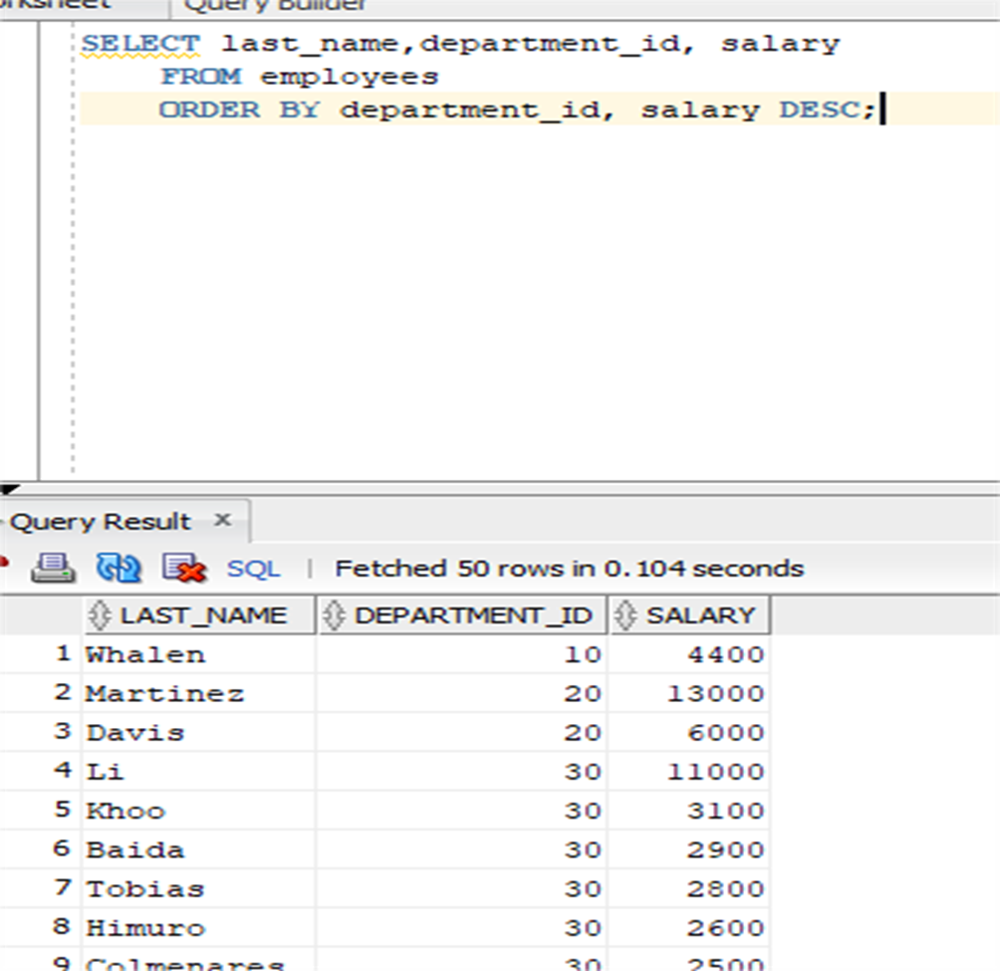 Query Builder
SELECT last_name,department_id, salary
FROM employees
ORDER BY department_id, salary DESC;
Query Result ×
SQL | Fetched 50 rows in 0.104 seconds
LAST_NAME DEPARTMENT_ID SALARY
1 Whalen 10 4400
2 Martinez 20 13000
3 Davis 20 6000
4 Li 30 11000
5 Khoo 30 3100
6 Baida 30 2900
7 Tobias 30 2800
8 Himuro 30 2600
9 Colmenares 30 2500